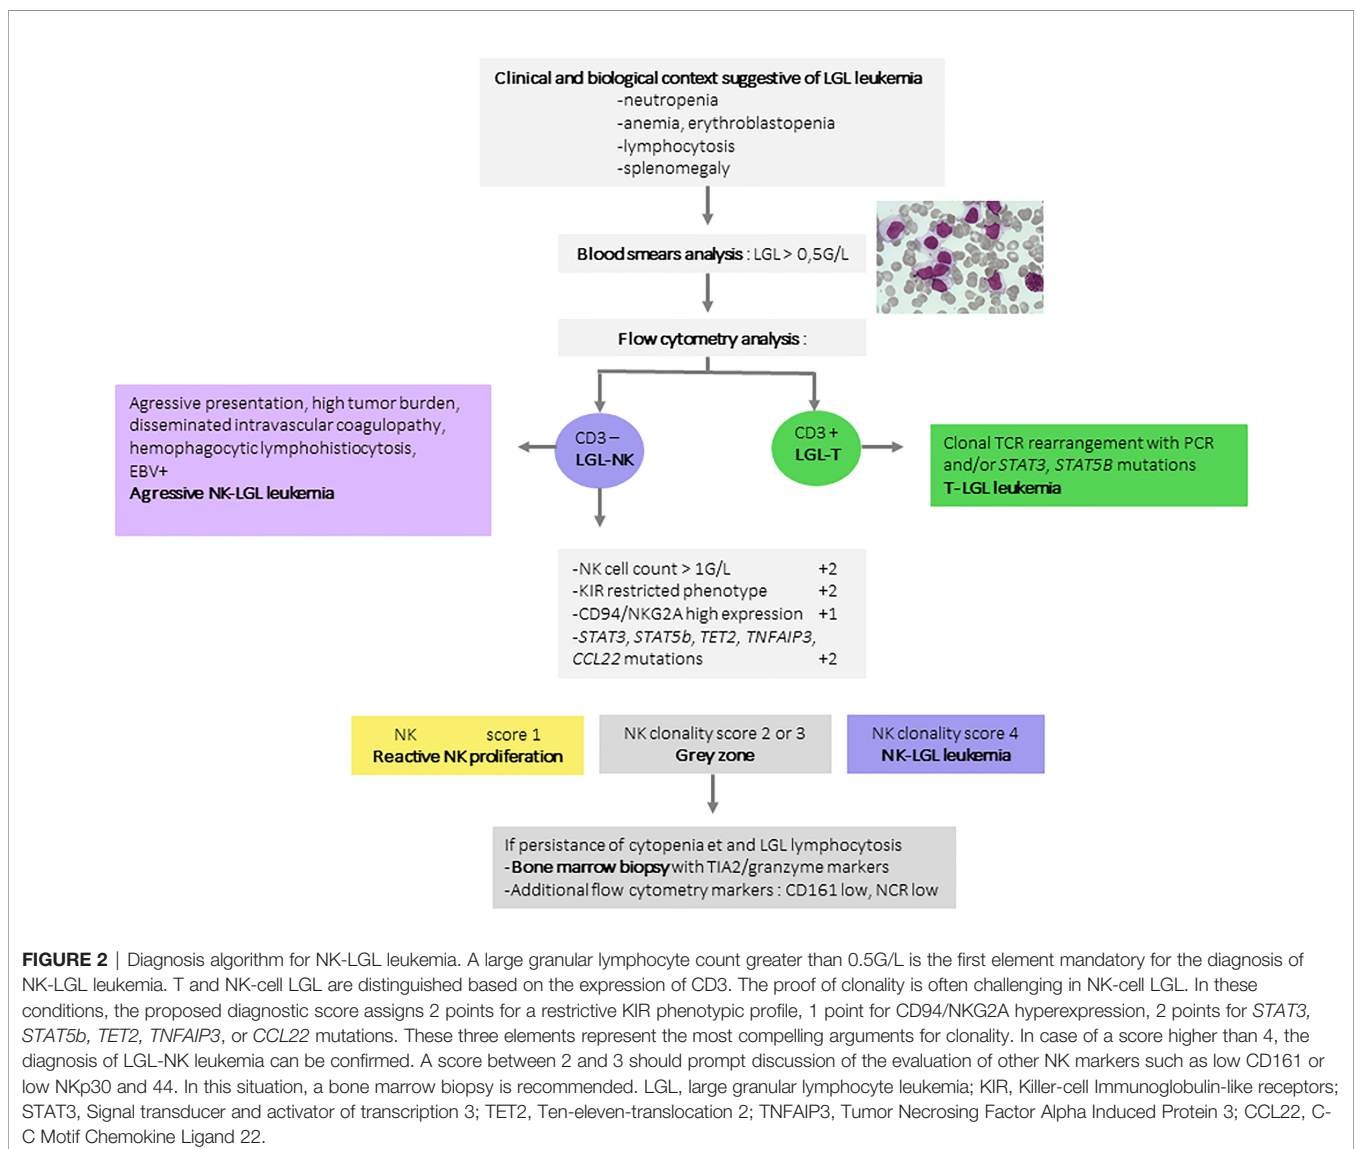 Clinical and biological context suggestive of LGL leukemia
-neutropenia
-anemia, erythroblastopenia
-lymphocytosis
-splenomegaly
Blood smears analysis : LGL > 0,5G/L
Flow cytometry analysis :
Agressive presentation, high tumor burden,
disseminated intravascular coagulopathy,
hemophagocytic lymphohistiocytosis,
EBV+
Agressive NK-LGL leukemia
CD3 –
LGL-NK
CD3 +
LGL-T
Clonal TCR rearrangement with PCR
and/or STAT3, STAT5B mutations
T-LGL leukemia
-NK cell count > 1G/L +2
-KIR restricted phenotype +2
-CD94/NKG2A high expression +1
-STAT3, STAT5b, TET2, TNFAIP3,
CCL22 mutations +2
NK score 1
Reactive NK proliferation
NK clonality score 2 or 3
Grey zone
NK clonality score 4
NK-LGL leukemia
If persistance of cytopenia et and LGL lymphocytosis
-Bone marrow biopsy with TIA2/granzyme markers
-Additional flow cytometry markers : CD161 low, NCR low
FIGURE 2 | Diagnosis algorithm for NK-LGL leukemia. A large granular lymphocyte count greater than 0.5G/L is the first element mandatory for the diagnosis of
NK-LGL leukemia. T and NK-cell LGL are distinguished based on the expression of CD3. The proof of clonality is often challenging in NK-cell LGL. In these
conditions, the proposed diagnostic score assigns 2 points for a restrictive KIR phenotypic profile, 1 point for CD94/NKG2A hyperexpression, 2 points for STAT3,
STAT5b, TET2, TNFAIP3, or CCL22 mutations. These three elements represent the most compelling arguments for clonality. In case of a score higher than 4, the
diagnosis of LGL-NK leukemia can be confirmed. A score between 2 and 3 should prompt discussion of the evaluation of other NK markers such as low CD161 or
low NKp30 and 44. In this situation, a bone marrow biopsy is recommended. LGL, large granular lymphocyte leukemia; KIR, Killer-cell Immunoglobulin-like receptors;
STAT3, Signal transducer and activator of transcription 3; TET2, Ten-eleven-translocation 2; TNFAIP3, Tumor Necrosing Factor Alpha Induced Protein 3; CCL22, C-
C Motif Chemokine Ligand 22.